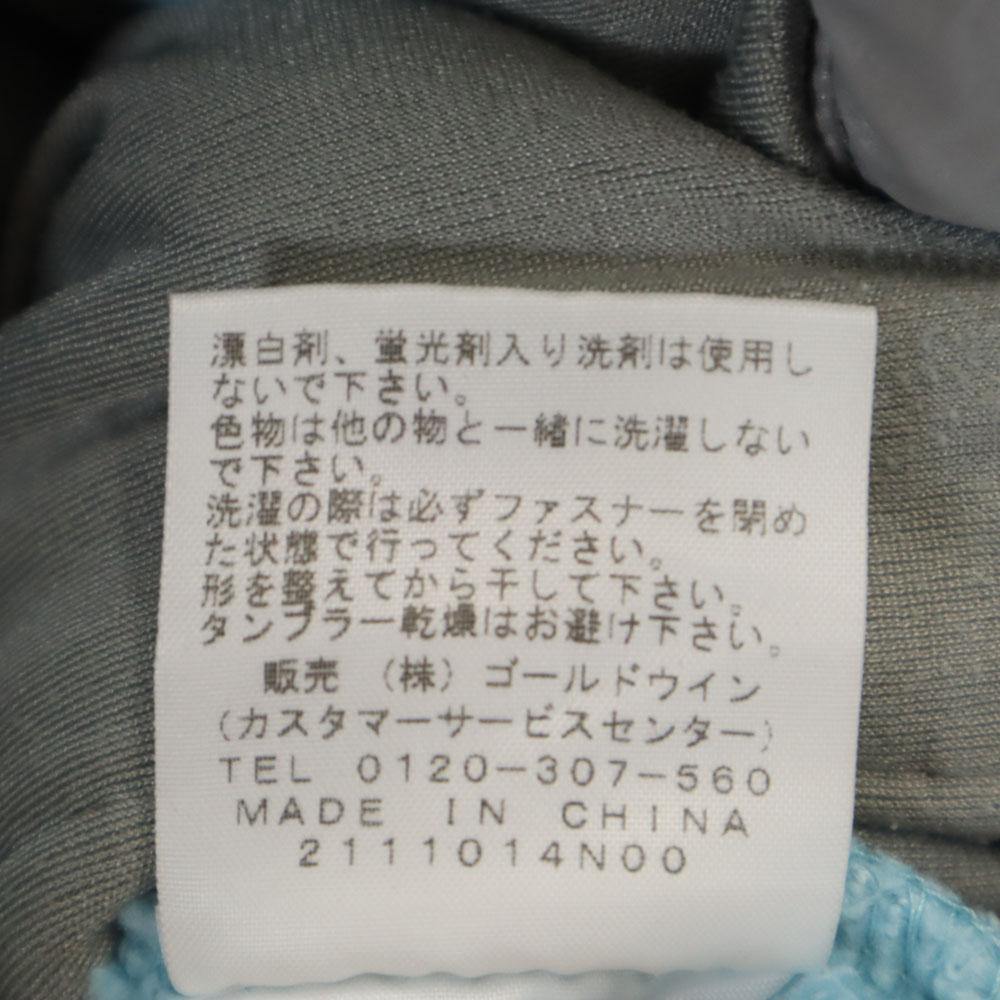 漂白剤、蛍光剤入り洗剤は使用し
ないで下さい。
色物は他の物と一緒に洗濯しない
で下さい。
洗濯の際は必ずファスナーを閉め
た状態で行ってください。
形を整えてから干して下さい。
タンブラー乾燥はお避け下さい。
販売 (株)ゴールドウイン
(カスタマーサービスセンター)
TEL 0120-307-560
MADE IN CHINA
2111014N00